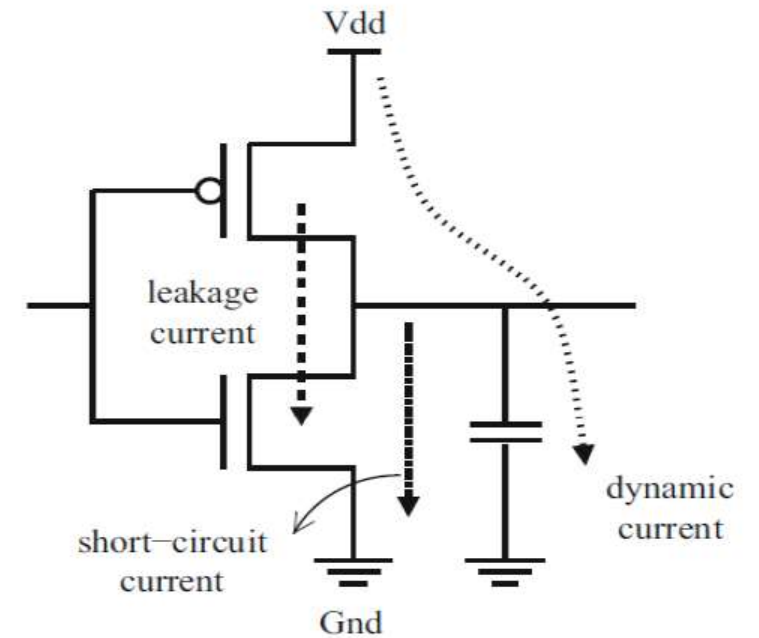 Vdd
leakage
current
dynamic
current
short−circuit
current
Gnd